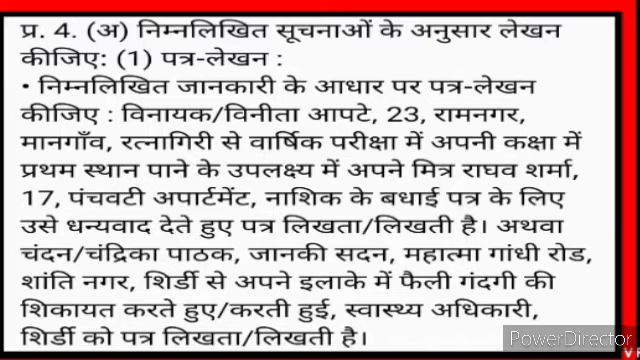 प्र. 4. (अ) निम्नलिखित सूचनाओं के अनुसार लेखन
कीजिए: (1) पत्र-लेखन :
• निम्नलिखित जानकारी के आधार पर पत्र-लेखन
कीजिए : विनायक/विनीता आपटे, 23, रामनगर,
मानगाँव, रत्नागिरी से वार्षिक परीक्षा में अपनी कक्षा में
प्रथम स्थान पाने के उपलक्ष्य में अपने मित्र राघव शर्मा,
17, पंचवटी अपार्टमेंट, नाशिक के बधाई पत्र के लिए
उसे धन्यवाद देते हुए पत्र लिखता/लिखती है। अथवा
चंदन/चंद्रिका पाठक, जानकी सदन, महात्मा गांधी रोड,
शांति नगर, शिर्डी से अपने इलाके में फैली गंदगी की
शिकायत करते हुए/करती हुई, स्वास्थ्य अधिकारी,
शिर्डी को पत्र लिखता/लिखती है।
PowerDirector